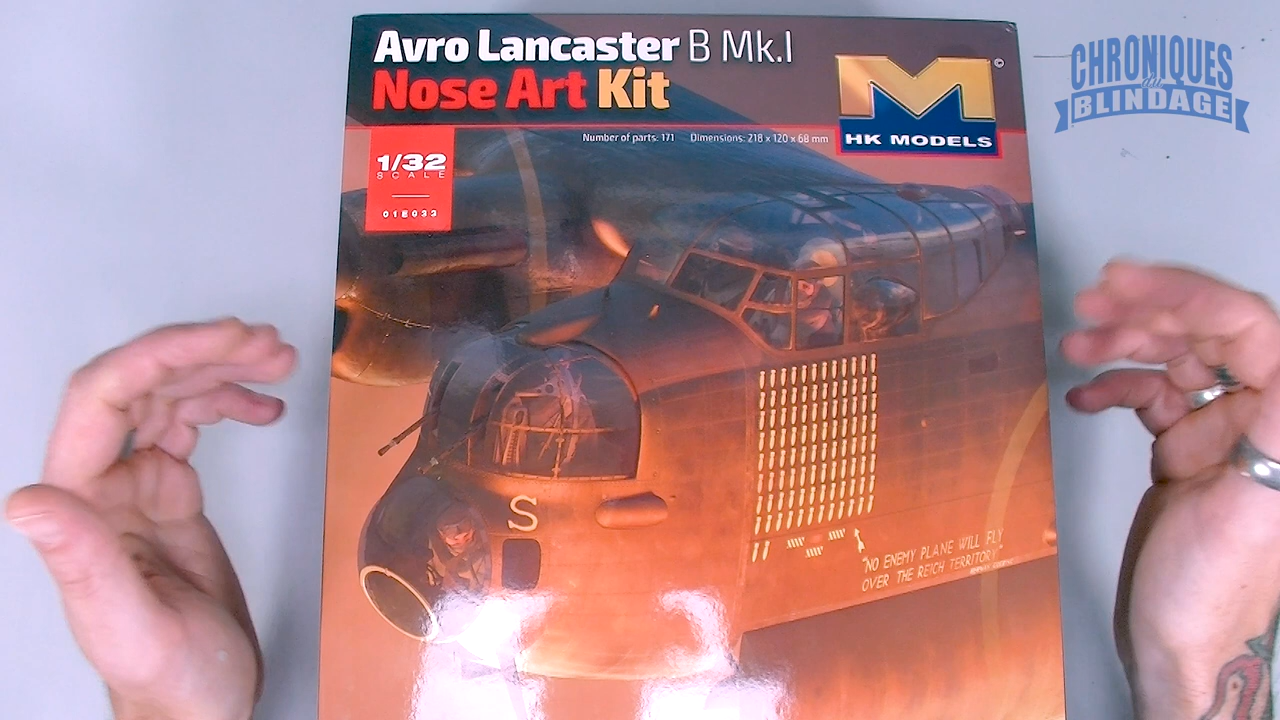 Avro Lancaster B Mk.I
Nose Art Kit
Number of parts: 171 Dimensions: 218 x 120 x 68 mm
HK MODELS
©
1/32
SCALE
01E033
S
"NO ENEMY PLANE WILL FLY
OVER THE REICH TERRITORY"
CHRONIQUES
du
BLINDAGE